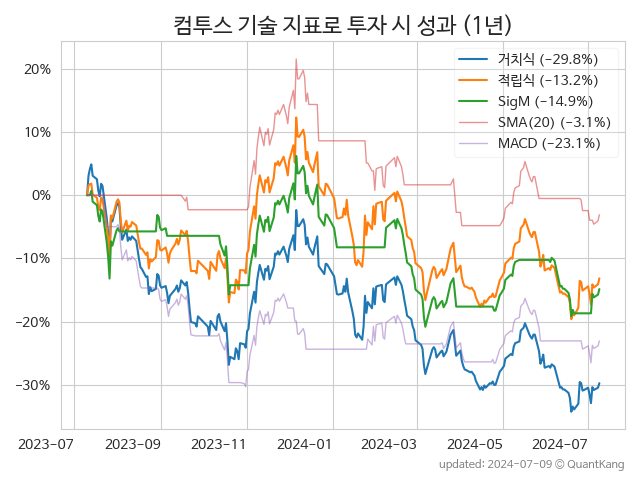 컴투스 기술 지표로 투자 시 성과 (1년)
거치식 (−29.8%)
적립식 (−13.2%)
SigM (−14.9%)
SMA(20) (−3.1%)
MACD (−23.1%)
20%
10%
0%
−10%
−20%
−30%
2023-07
2023-09
2023-11
2024-01
2024-03
2024-05
2024-07
updated: 2024-07-09 © QuantKang